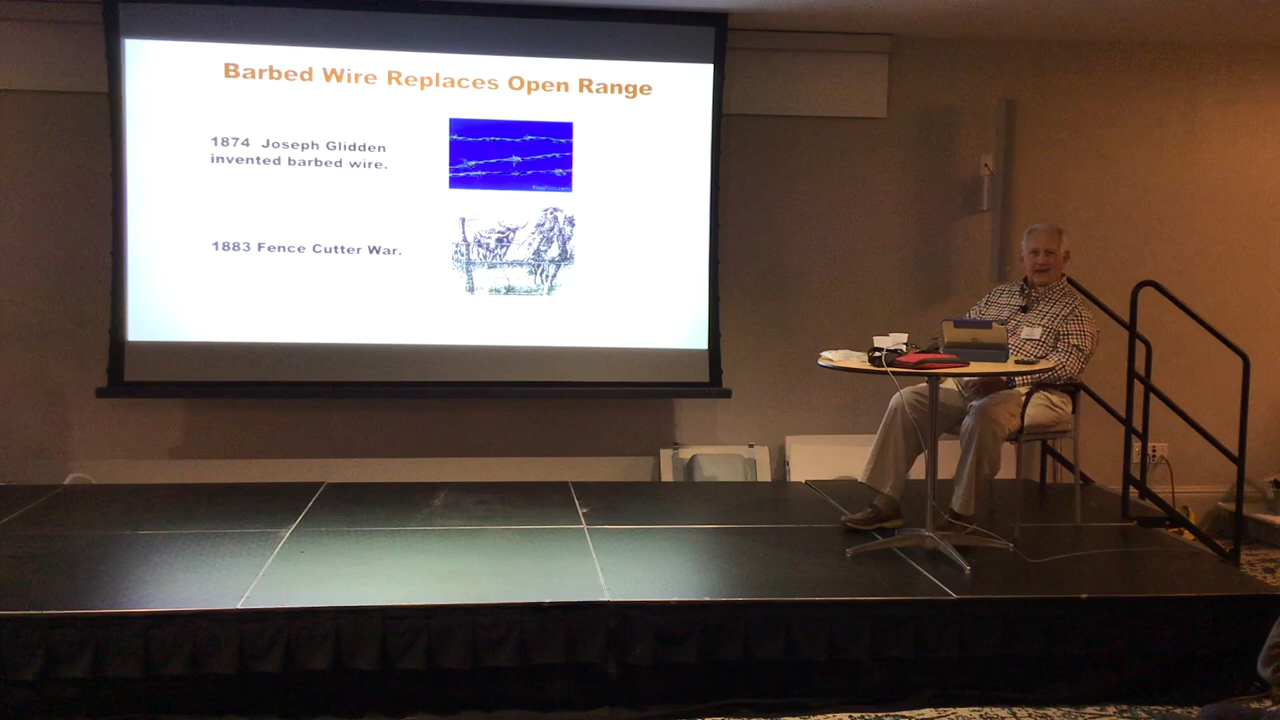 Barbed Wire Replaces Open Range
1874 Joseph Glidden
invented barbed wire.
1883 Fence Cutter War.